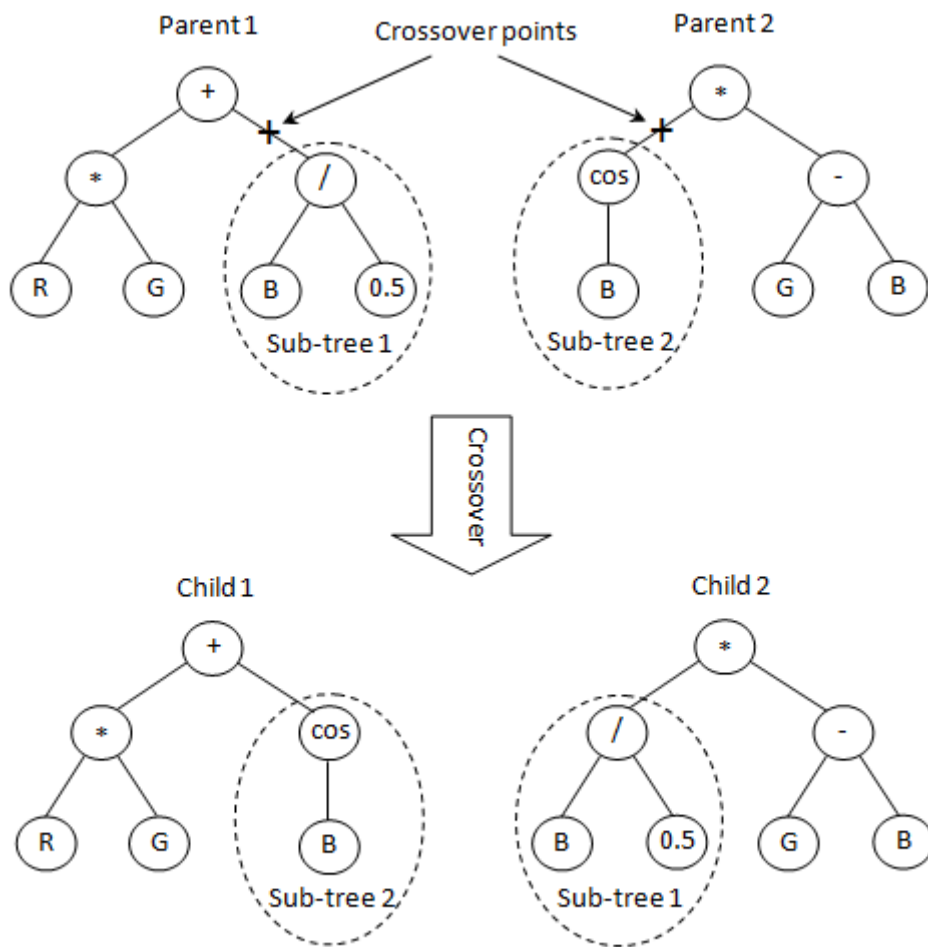 Parent 1
Crossover points
Parent 2
+
*
*
/
cos
-
R
G
B
0.5
B
G
B
Sub-tree 1
Sub-tree 2
Crossover
Child 1
Child 2
+
*
*
cos
/
-
R
G
B
B
0.5
G
B
Sub-tree 2
Sub-tree 1